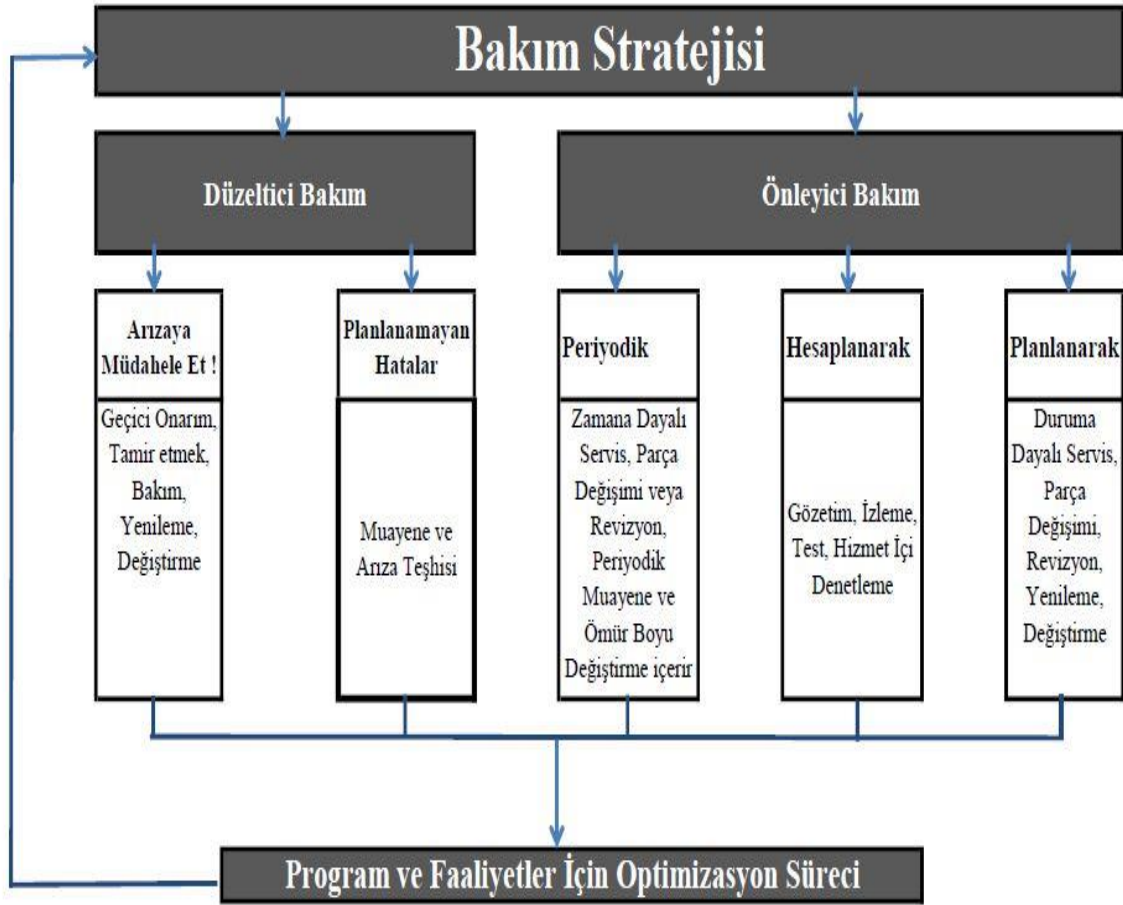 Bakım Stratejisi
Düzeltici Bakım
Önleyici Bakım
Arızaya
Müdahele Et !
Geçici Onarım,
Tamir etmek,
Bakım,
Yenileme,
Değiştirme
Planlanamayan
Hatalar
Muayene ve
Arıza Teşhisi
Periyodik
Zamana Dayalı
Servis, Parça
Değişimi veya
Revizyon,
Periyodik
Muayene ve
Ömür Boyu
Değiştirme içerir
Hesaplanarak
Gözetim, İzleme,
Test, Hizmet İçi
Denetleme
Planlanarak
Duruma
Dayalı Servis,
Parça
Değişimi,
Revizyon,
Yenileme,
Değiştirme
Program ve Faaliyetler İçin Optimizasyon Süreci